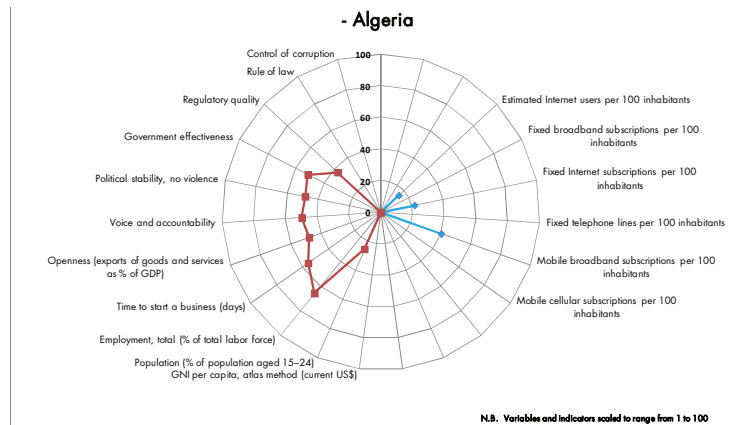 - Algeria
Control of corruption
Rule of law
Regulatory quality
Government effectiveness
Political stability, no violence
Voice and accountability
Openness (exports of goods and services
as % of GDP)
Time to start a business (days)
Employment, total (% of total labor force)
Population (% of population aged 15–24)
GNI per capita, atlas method (current US$)
100
80
60
40
20
0
Estimated Internet users per 100 inhabitants
Fixed broadband subscriptions per 100
inhabitants
Fixed Internet subscriptions per 100
inhabitants
Fixed telephone lines per 100 inhabitants
Mobile broadband subscriptions per 100
inhabitants
Mobile cellular subscriptions per 100
inhabitants
N.B. Variables and indicators scaled to range from 1 to 100